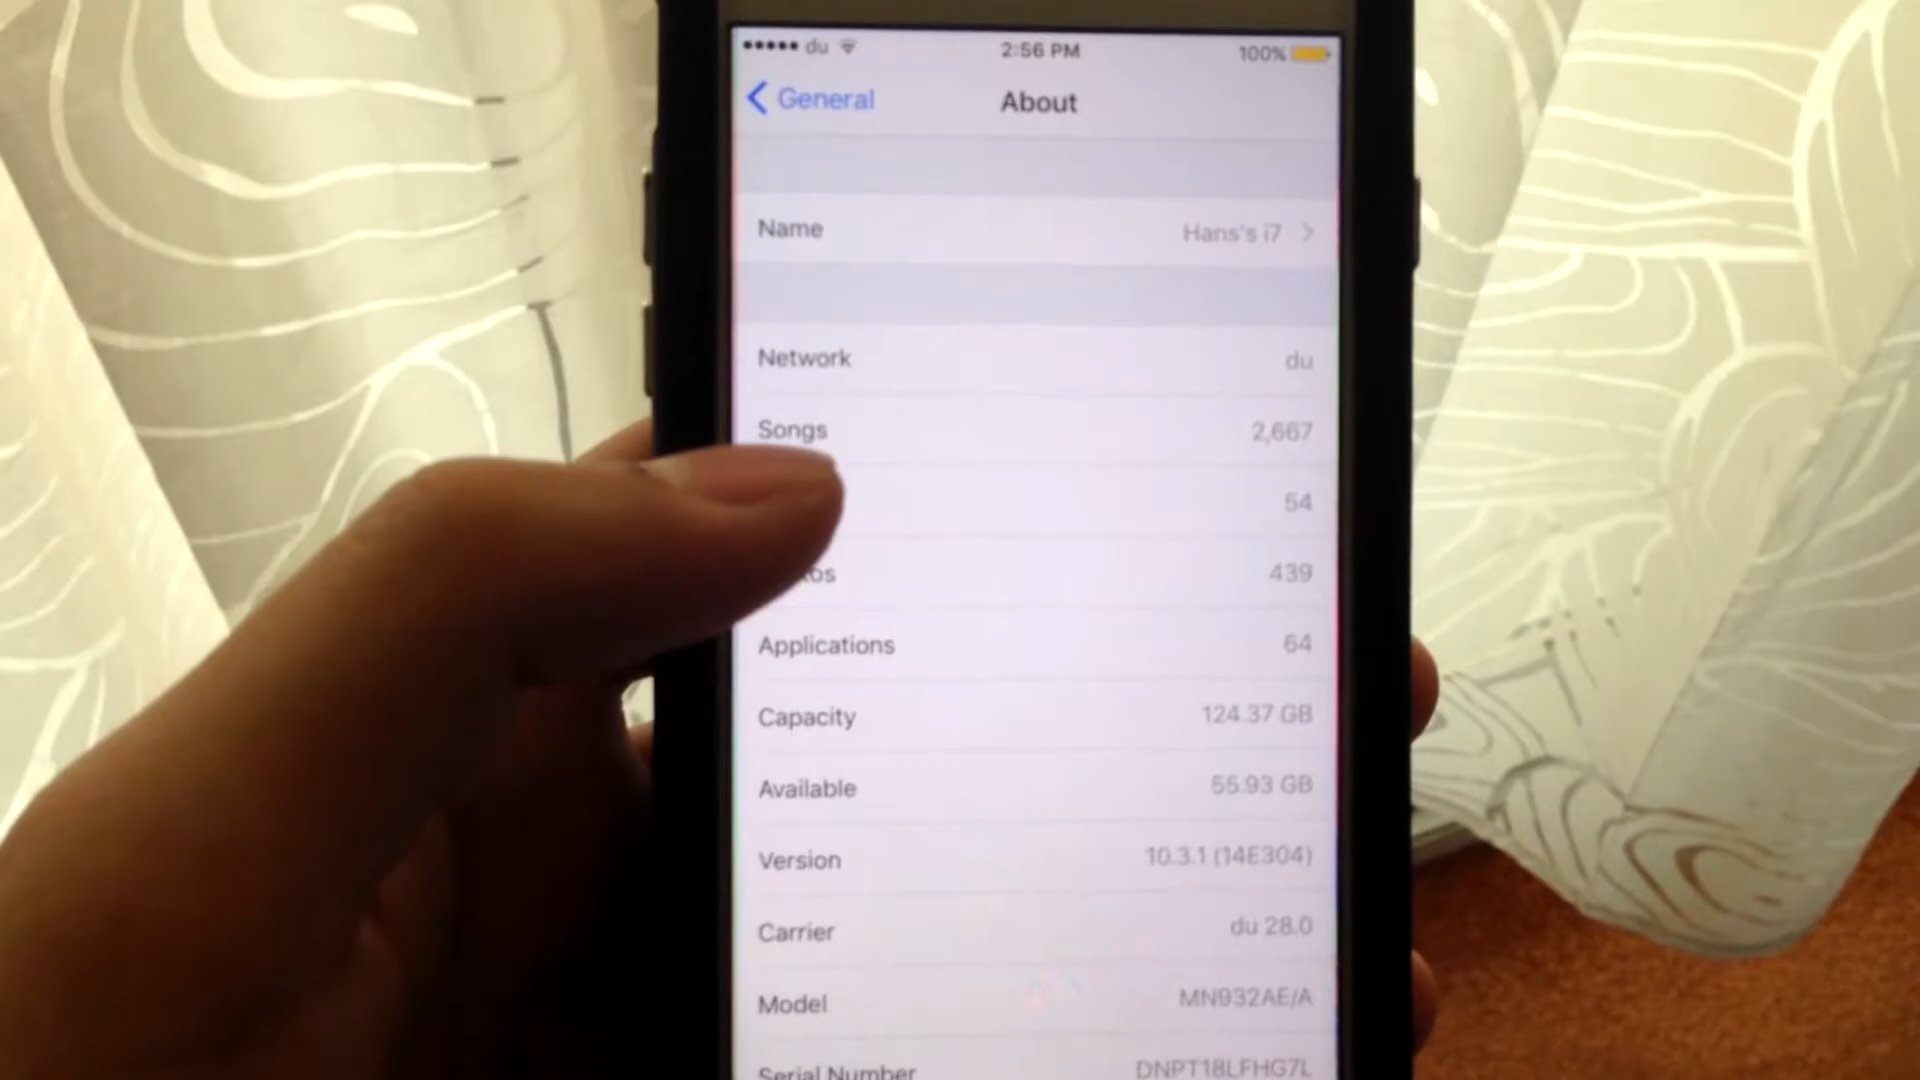 du
2:56 PM
100%
General
About
Name
Hans's i7
Network
du
Songs
2,667
54
439
Applications
64
Capacity
124.37 GB
Available
55.93 GB
Version
10.3.1 (14E304)
Carrier
du 28.0
Model
MN932AE/A
Serial Number
DNPT18LFHG7L